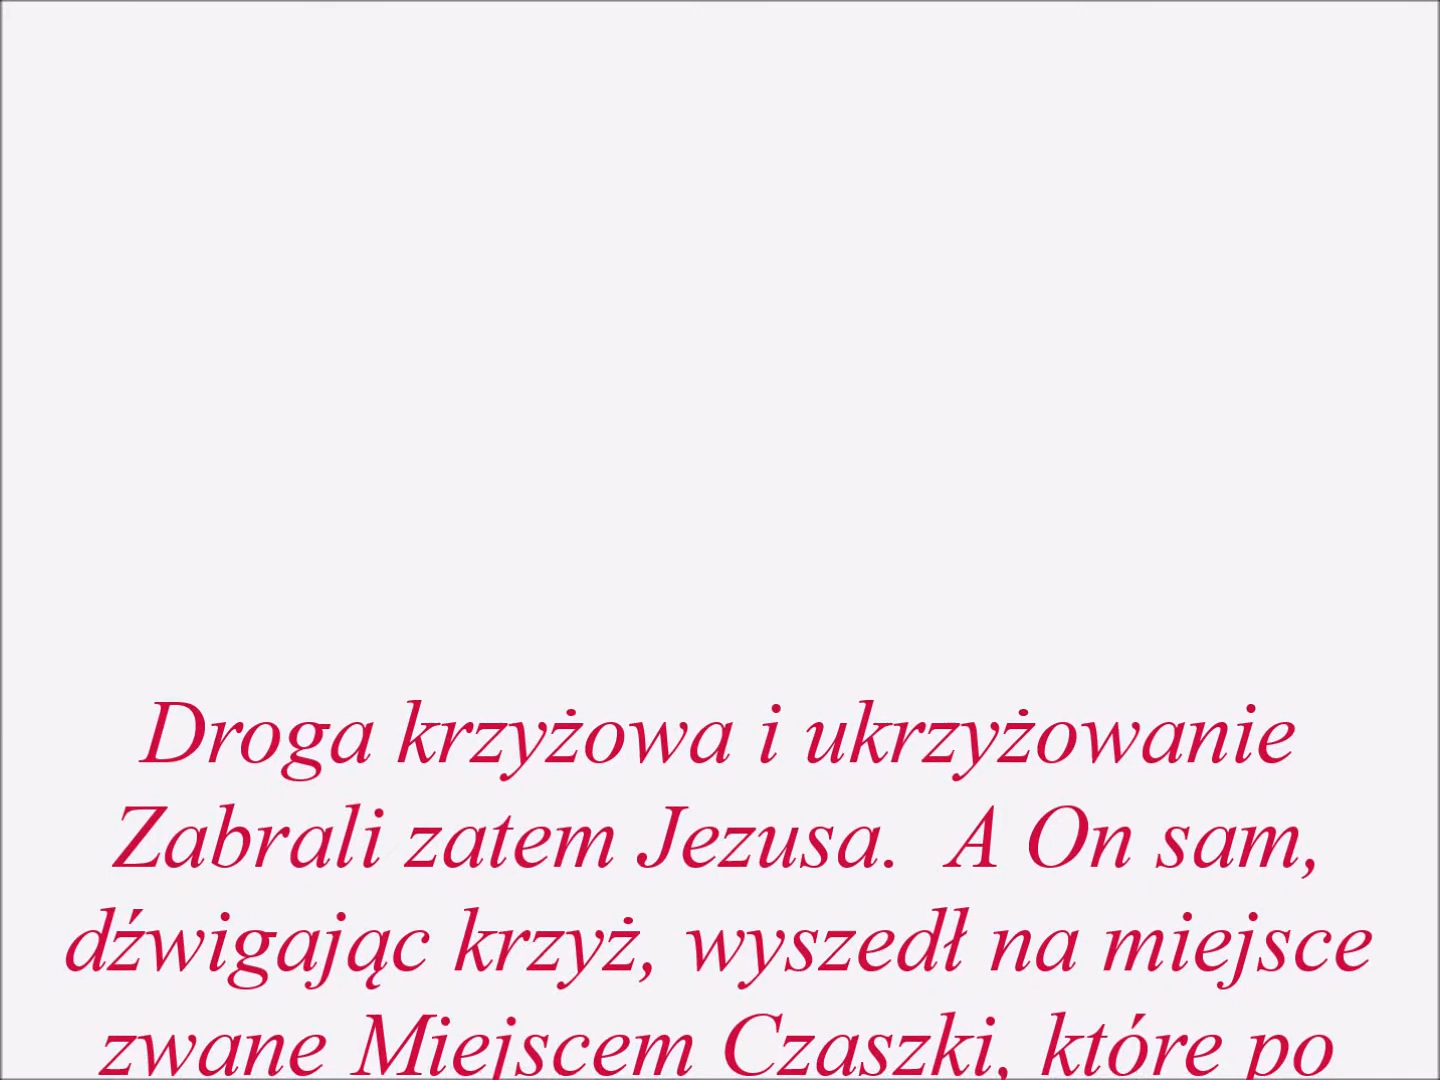 Droga krzyżowa i ukrzyżowanie
Zabrali zatem Jezusa.  A On sam,
dźwigając krzyż, wyszedł na miejsce
zwane Miejscem Czaszki, które po